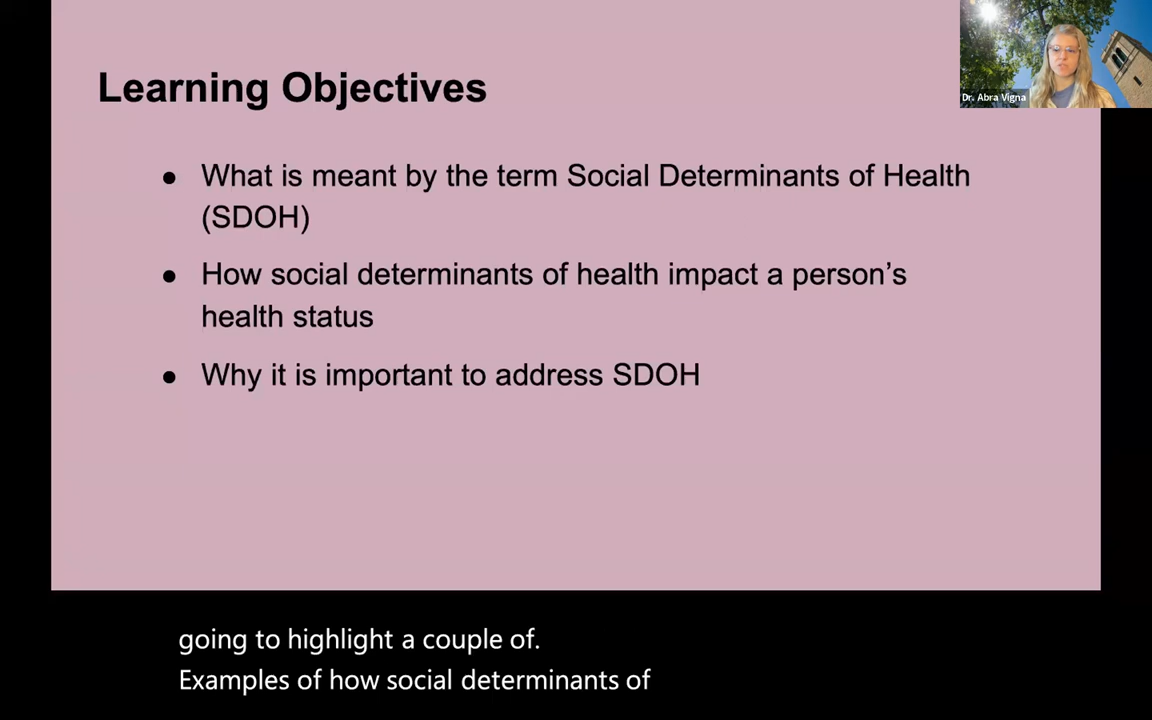 Learning Objectives
Dr. Abra Vigna
● What is meant by the term Social Determinants of Health
(SDOH)
● How social determinants of health impact a person’s
health status
● Why it is important to address SDOH
going to highlight a couple of.
Examples of how social determinants of